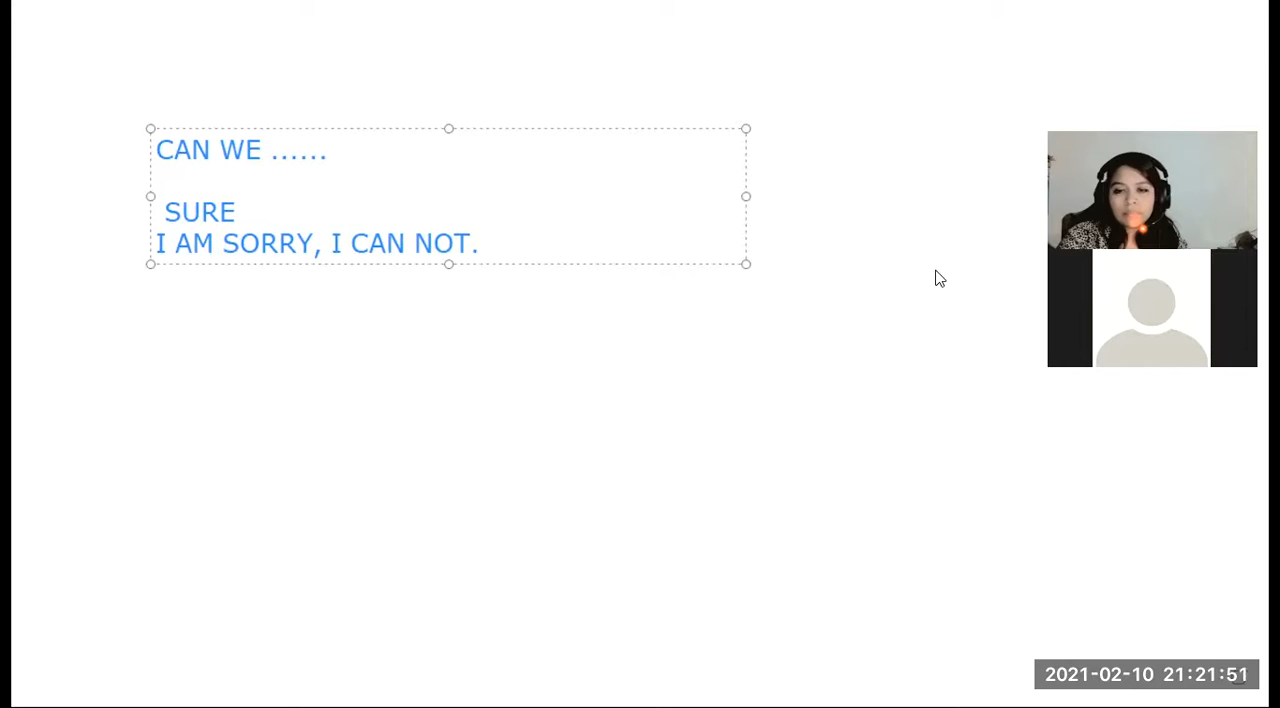 CAN WE ......
SURE
I AM SORRY, I CAN NOT.
2021-02-10 21:21:51